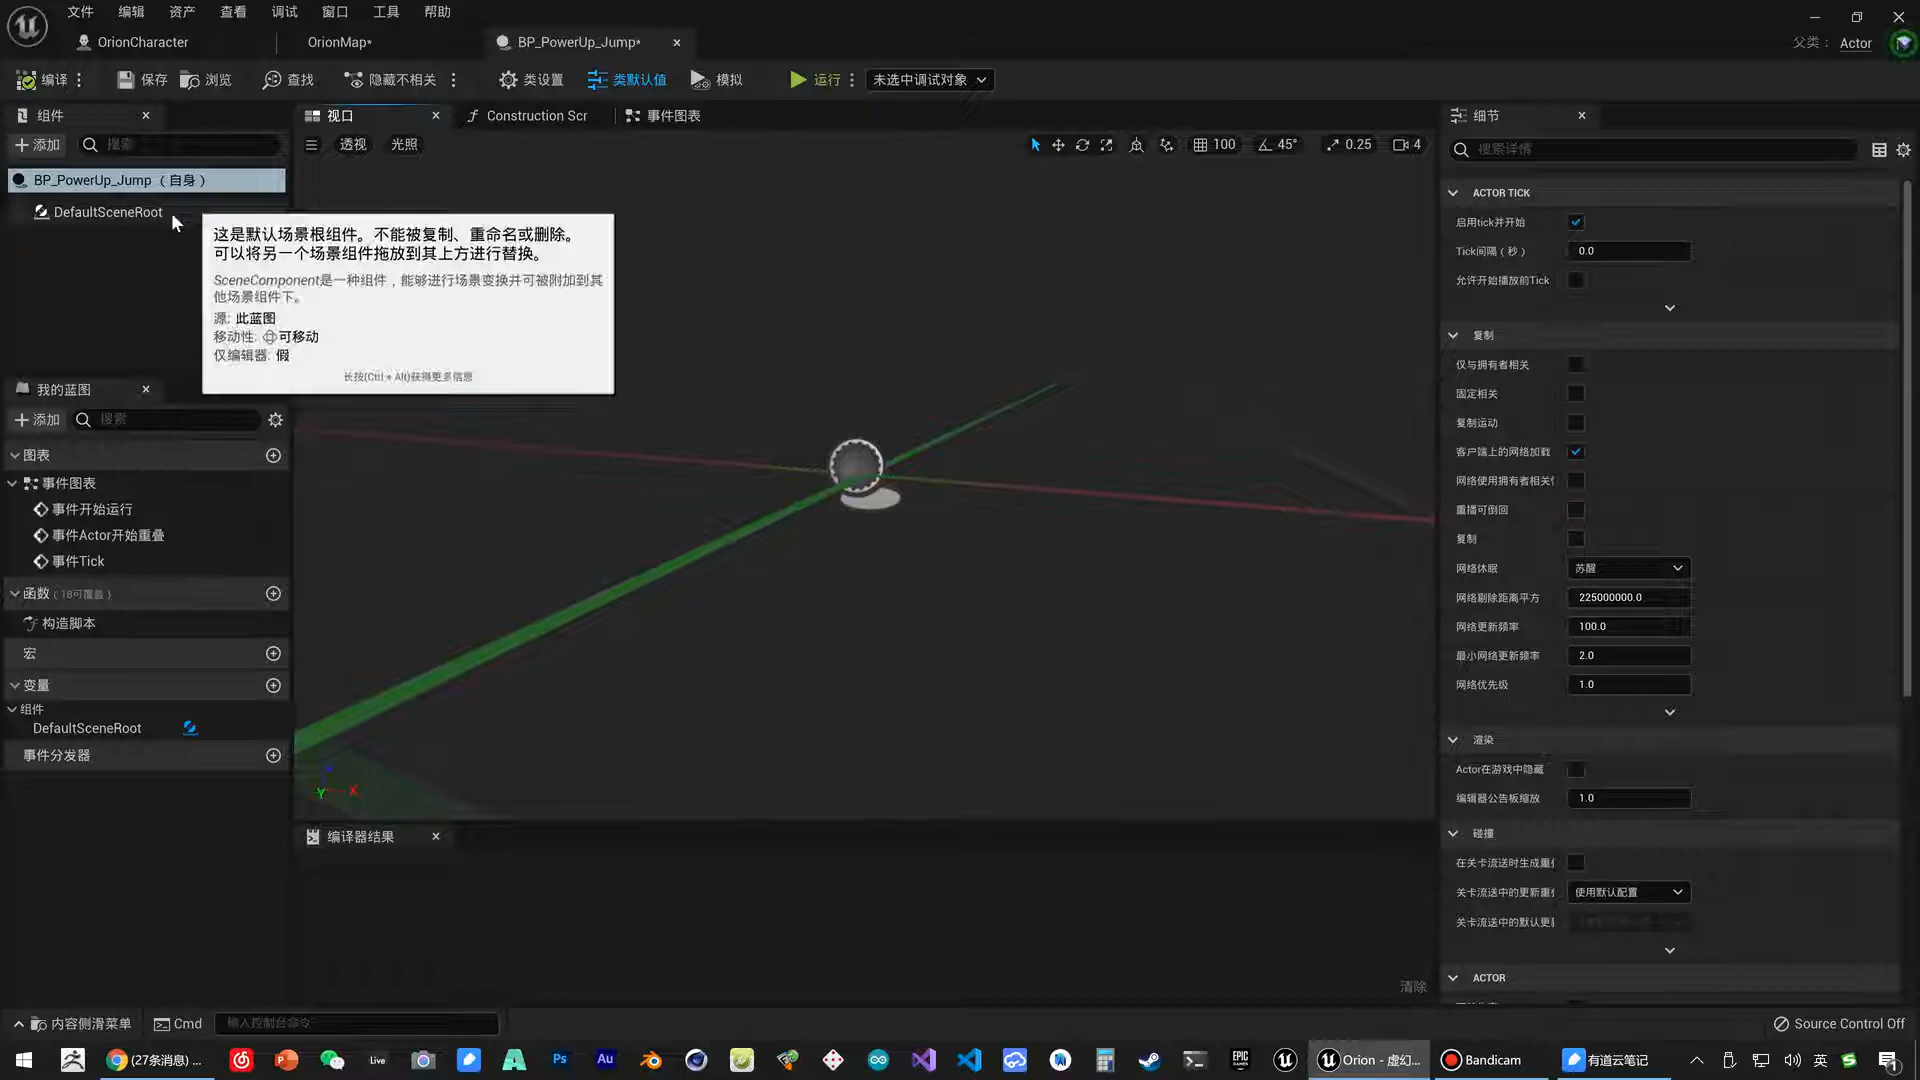 文件 编辑 资产 查看 调试 窗口 工具 帮助
OrionCharacter OrionMap* BP_PowerUp_Jump* 父类： Actor
编译 保存 浏览 查找 隐藏不相关 类设置 类默认值 模拟 运行 未选中调试对象
组件 视口 Construction Scr 事件图表 细节
添加 搜索 透视 光照 100 45° 0.25 4 搜索详情
BP_PowerUp_Jump （自身）
DefaultSceneRoot
这是默认场景根组件。不能被复制、重命名或删除。
可以将另一个场景组件拖放到其上方进行替换。
SceneComponent是一种组件，能够进行场景变换并可被附加到其
他场景组件下。
源: 此蓝图
移动性: 可移动
仅编辑器: 假
长按(Ctrl + Alt)获得更多信息
我的蓝图
添加 搜索
图表
事件图表
事件开始运行
事件Actor开始重叠
事件Tick
函数（18可覆盖）
构造脚本
宏
变量
组件
DefaultSceneRoot
事件分发器
Y X
编译器结果
清除
ACTOR TICK
启用tick并开始
Tick间隔（秒） 0.0
允许开始播放前Tick
复制
仅与拥有者相关
固定相关
复制运动
客户端上的网络加载
网络使用拥有者相关
重播可倒回
复制
网络休眠 苏醒
网络剔除距离平方 225000000.0
网络更新频率 100.0
最小网络更新频率 2.0
网络优先级 1.0
渲染
Actor在游戏中隐藏
编辑器公告板缩放 1.0
碰撞
在关卡流送时生成重
关卡流送中的更新重 使用默认配置
关卡流送中的默认更
ACTOR
内容侧滑菜单 Cmd 输入控制台命令 Source Control Off
(27条消息) ... Live Ps Au EPIC GAMES Orion - 虚幻... Bandicam 有道云笔记 英 1